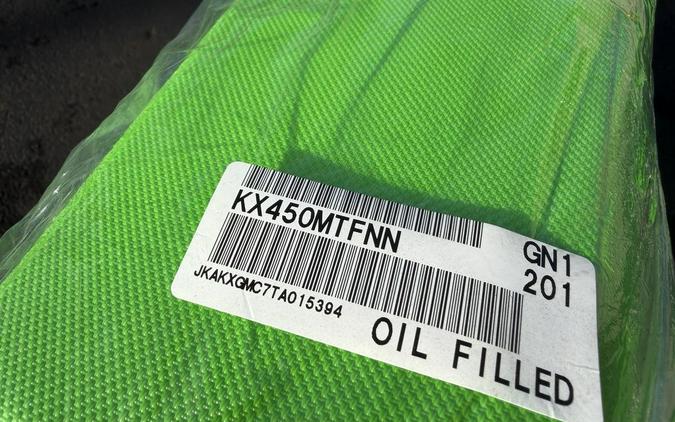 KX450MTFNN
GN1
201
JKAKXGMC7TA015394
OIL FILLED